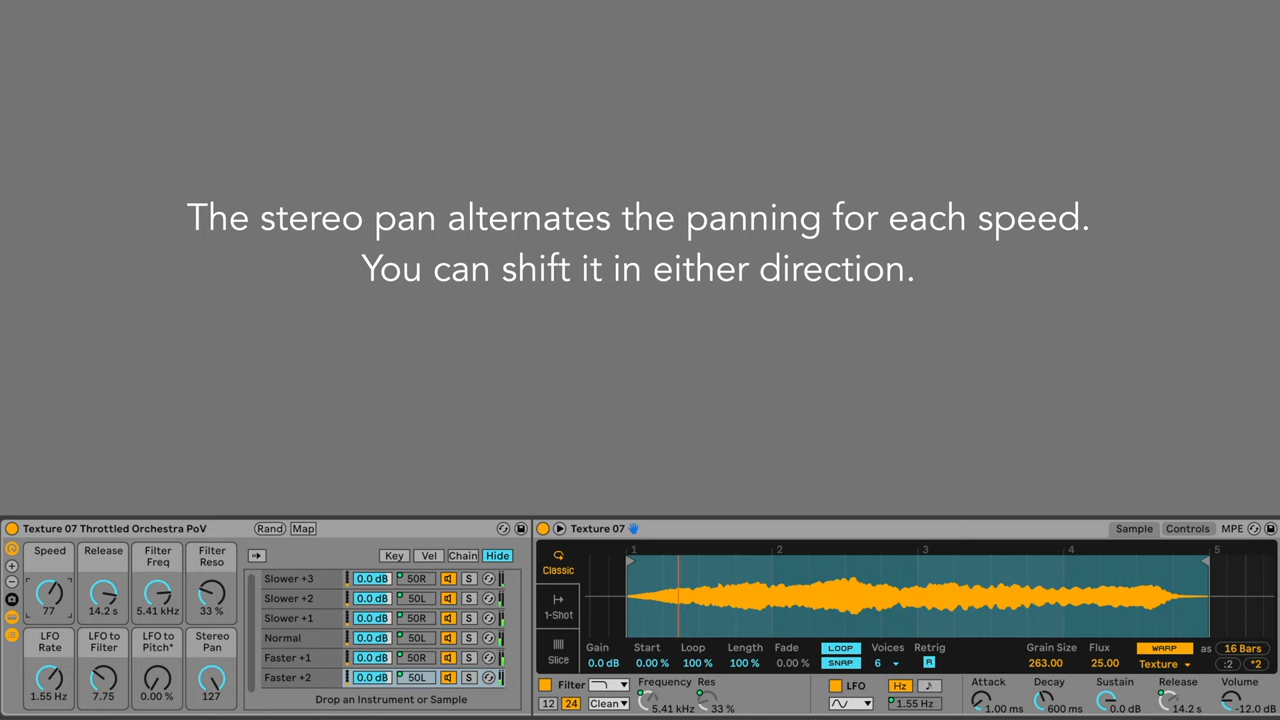 The stereo pan alternates the panning for each speed.
You can shift it in either direction.
Texture 07 Throttled Orchestra PoV Rand Map
Speed Release Filter Freq Filter Reso
77 14.2 s 5.41 kHz 33 %
LFO Rate LFO to Filter LFO to Pitch* Stereo Pan
1.55 Hz 7.75 0.00 % 127
Key Vel Chain Hide
Slower +3 0.0 dB 50R S
Slower +2 0.0 dB 50L S
Slower +1 0.0 dB 50R S
Normal 0.0 dB 50L S
Faster +1 0.0 dB 50R S
Faster +2 0.0 dB 50L S
Drop an Instrument or Sample
Texture 07 Sample Controls MPE
Classic
1-Shot
Slice
1 2 3 4 5
Gain Start Loop Length Fade LOOP Voices Retrig Grain Size Flux WARP as 16 Bars
0.0 dB 0.00 % 100 % 100 % 0.00 % SNAP 6 R 263.00 25.00 Texture :2 *2
Filter Frequency Res LFO Hz Attack Decay Sustain Release Volume
12 24 Clean 5.41 kHz 33 % 1.55 Hz 1.00 ms 600 ms 0.0 dB 14.2 s -12.0 dB